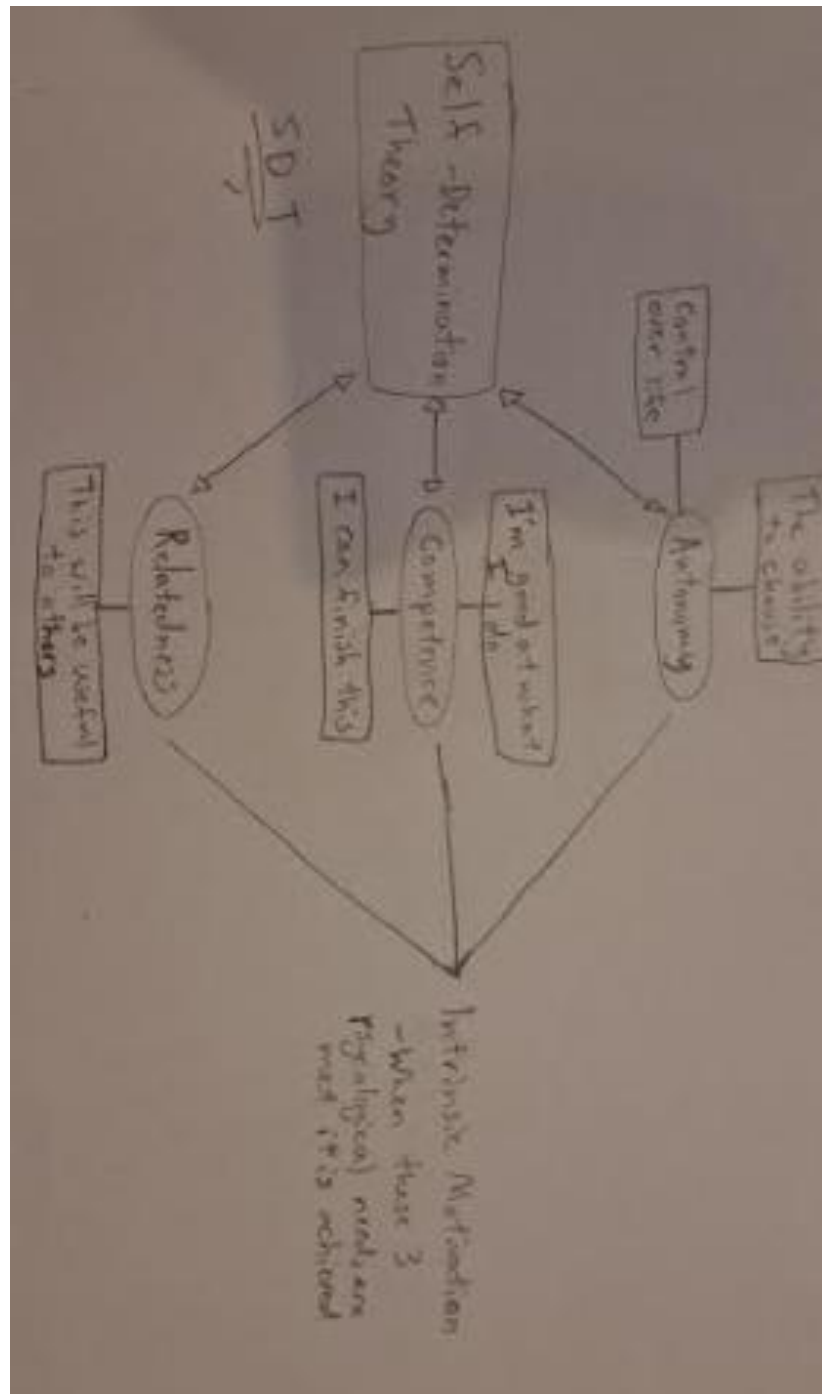 Self-Determination
Theory
SDT
control
over life
The ability
to choose
Autonomy
I'm good at what
I do
Competence
I can finish this
Relatedness
This will be useful
to others
Intrinsic Motivation
-When these 3
needs are
met it is achieved